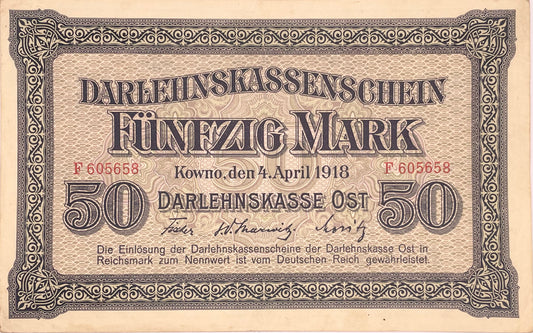 DARLEHNSKASSENSCHEIN
FÜNFZIG MARK
F 605658 F 605658
Kowno, den 4. April 1918
50 DARLEHNSKASSE OST 50
Die Einlösung der Darlehnskassenscheine der Darlehnskasse Ost in
Reichsmark zum Nennwert ist vom Deutschen Reich gewährleistet.